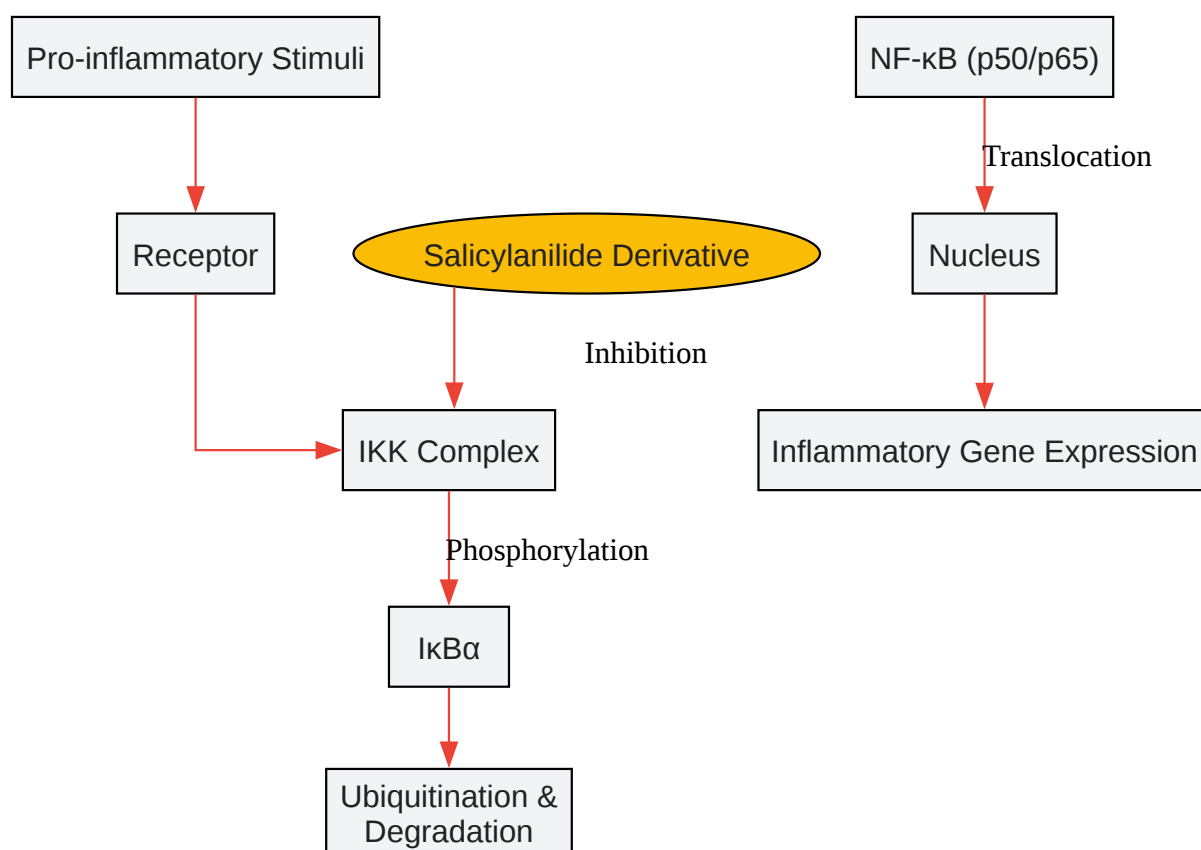 Pro-inflammatory Stimuli
NF-κB (p50/p65)
Translocation
Receptor
Salicylanilide Derivative
Nucleus
Inhibition
IKK Complex
Inflammatory Gene Expression
Phosphorylation
IκBα
Ubiquitination &
Degradation